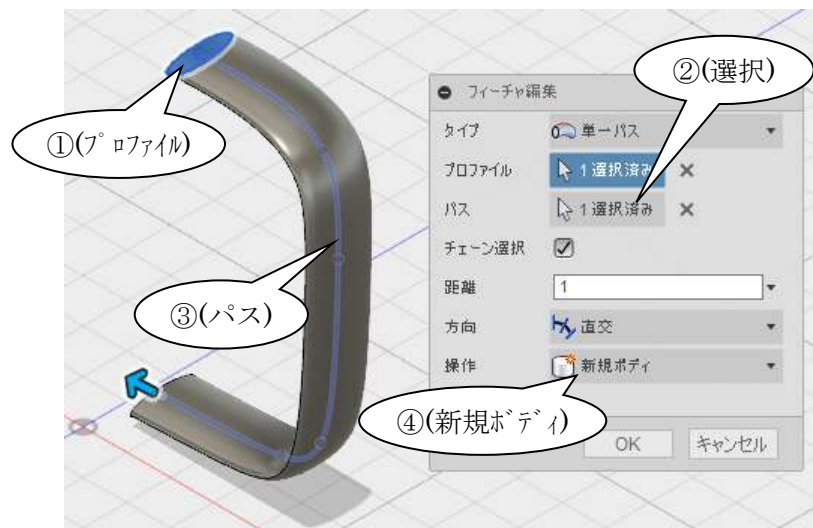 ②(選択)
フィーチャ編集
①(プロファイル)
タイプ 単一パス
プロファイル 1 選択済み
パス 1 選択済み
チェーン選択
距離 1
③(パス)
方向 直交
操作 新規ボディ
④(新規ボディ)
OK キャンセル